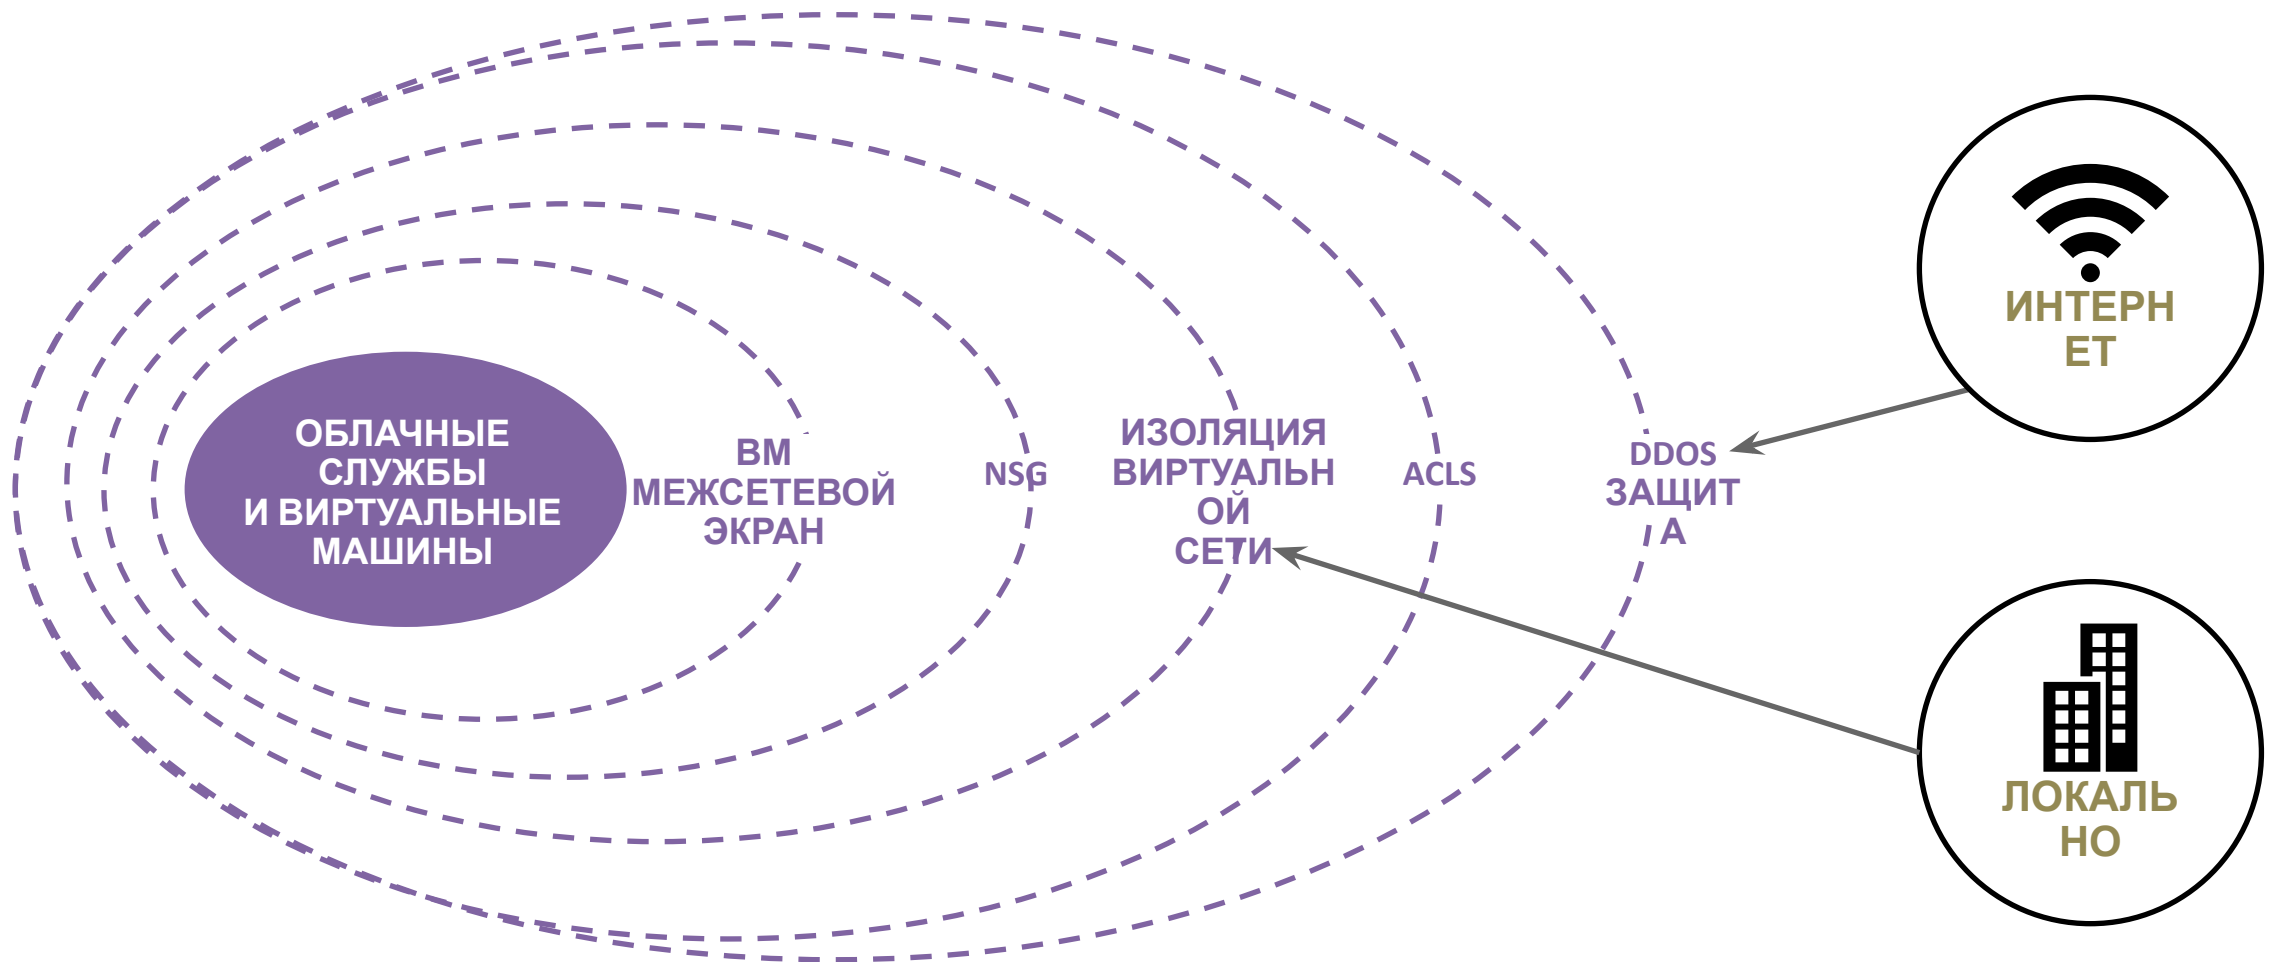 ОБЛАЧНЫЕ
СЛУЖБЫ
И ВИРТУАЛЬНЫЕ
МАШИНЫ
ВМ
МЕЖСЕТЕВОЙ
ЭКРАН
NSG
ИЗОЛЯЦИЯ
ВИРТУАЛЬН
ОЙ
СЕТИ
ACLS
DDOS
ЗАЩИТ
А
ИНТЕРН
ЕТ
ЛОКАЛЬ
НО